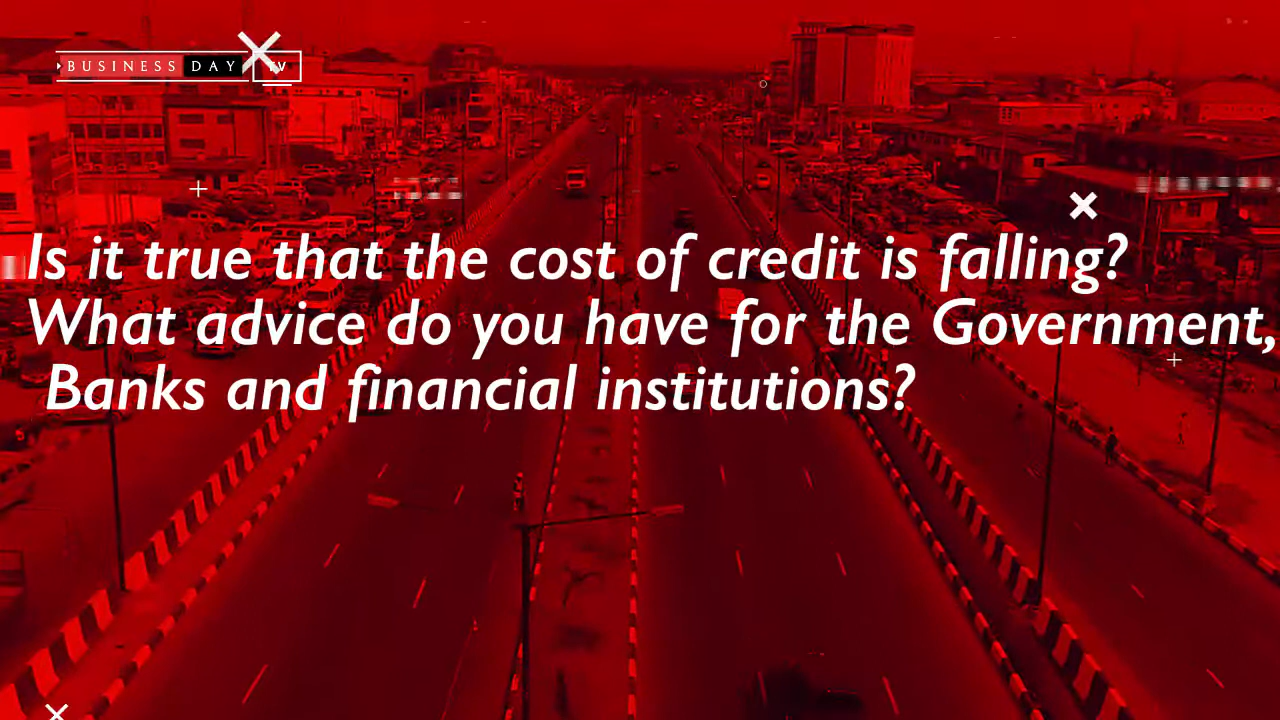 BUSINESS DAY TV
Is it true that the cost of credit is falling?
What advice do you have for the Government,
Banks and financial institutions?